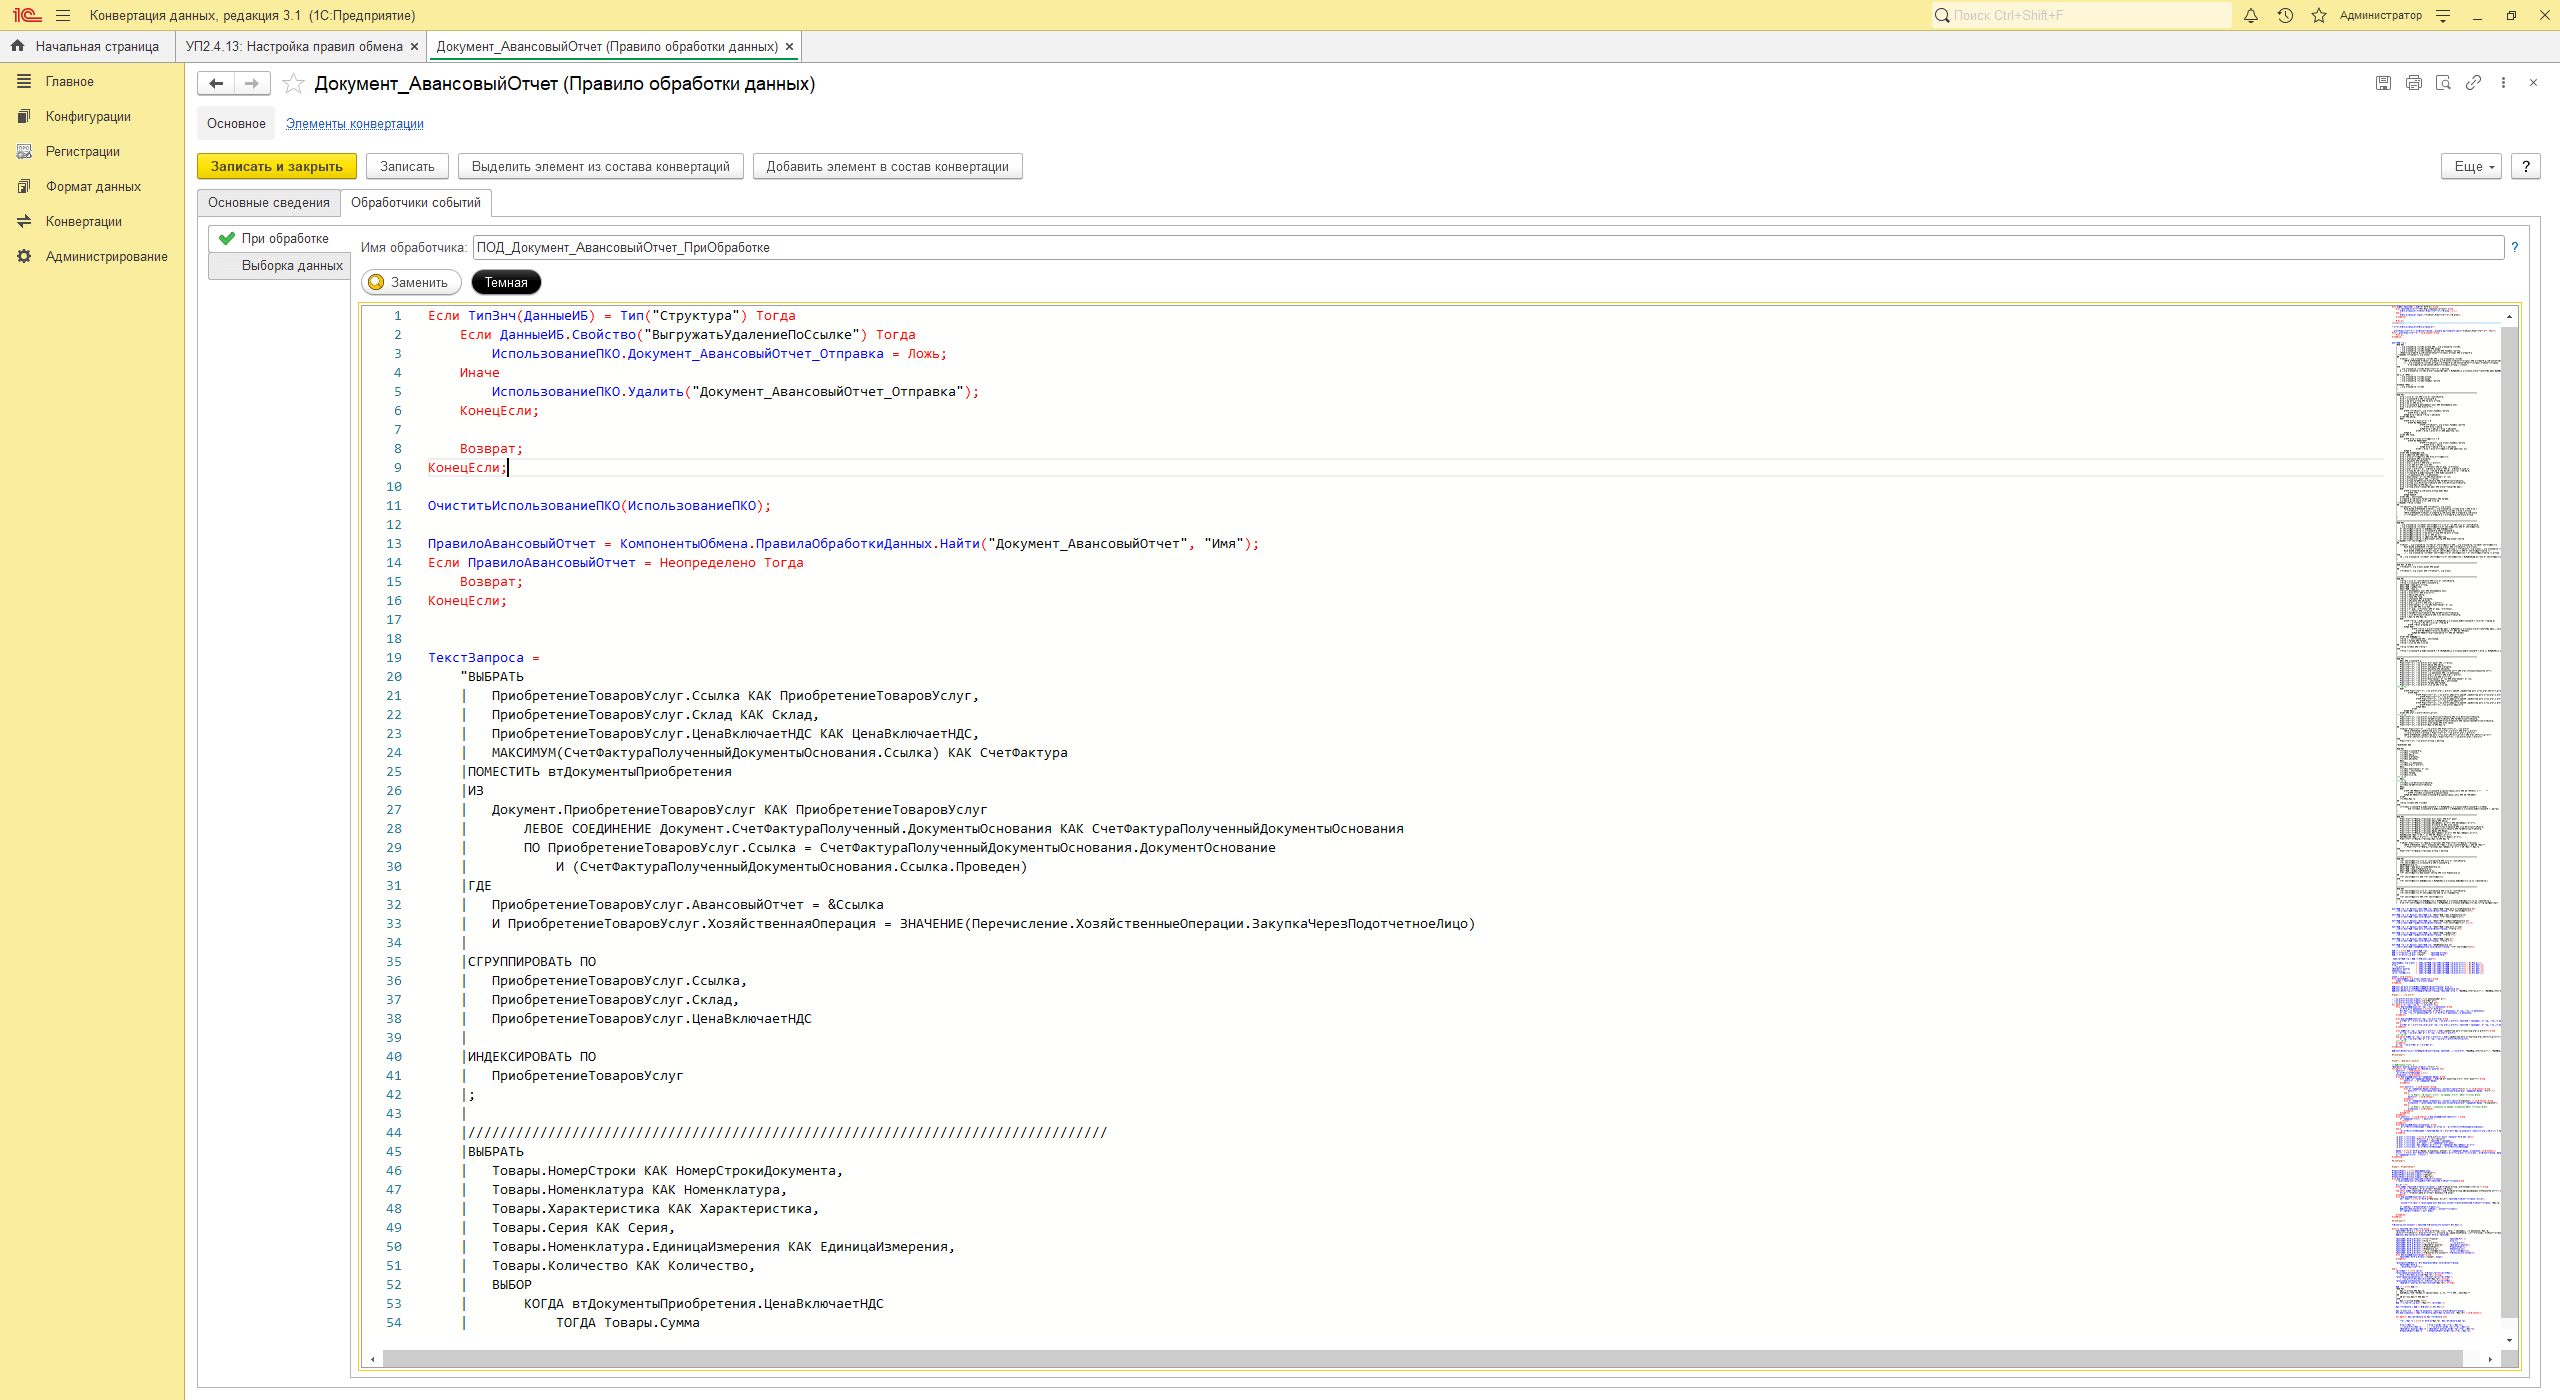 Конвертация данных, редакция 3.1 (1С:Предприятие)
Поиск Ctrl+Shift+F
Администратор
Начальная страница
УП2.4.13: Настройка правил обмена ×
Документ_АвансовыйОтчет (Правило обработки данных) ×
Главное
Конфигурации
Регистрации
Формат данных
Конвертации
Администрирование
Документ_АвансовыйОтчет (Правило обработки данных)
Основное
Элементы конвертации
Записать и закрыть
Записать
Выделить элемент из состава конвертаций
Добавить элемент в состав конвертации
Еще
?
Основные сведения
Обработчики событий
При обработке
Выборка данных
Имя обработчика: ПОД_Документ_АвансовыйОтчет_ПриОбработке ?
Заменить
Темная
1 Если ТипЗнч(ДанныеИБ) = Тип("Структура") Тогда
2 Если ДанныеИБ.Свойство("ВыгружатьУдалениеПоСсылке") Тогда
3 ИспользованиеПКО.Документ_АвансовыйОтчет_Отправка = Ложь;
4 Иначе
5 ИспользованиеПКО.Удалить("Документ_АвансовыйОтчет_Отправка");
6 КонецЕсли;
7
8 Возврат;
9 КонецЕсли;
10
11 ОчиститьИспользованиеПКО(ИспользованиеПКО);
12
13 ПравилоАвансовыйОтчет = КомпонентыОбмена.ПравилаОбработкиДанных.Найти("Документ_АвансовыйОтчет", "Имя");
14 Если ПравилоАвансовыйОтчет = Неопределено Тогда
15 Возврат;
16 КонецЕсли;
17
18
19 ТекстЗапроса =
20 "ВЫБРАТЬ
21 | ПриобретениеТоваровУслуг.Ссылка КАК ПриобретениеТоваровУслуг,
22 | ПриобретениеТоваровУслуг.Склад КАК Склад,
23 | ПриобретениеТоваровУслуг.ЦенаВключаетНДС КАК ЦенаВключаетНДС,
24 | МАКСИМУМ(СчетФактураПолученныйДокументыОснования.Ссылка) КАК СчетФактура
25 |ПОМЕСТИТЬ втДокументыПриобретения
26 |ИЗ
27 | Документ.ПриобретениеТоваровУслуг КАК ПриобретениеТоваровУслуг
28 | ЛЕВОЕ СОЕДИНЕНИЕ Документ.СчетФактураПолученный.ДокументыОснования КАК СчетФактураПолученныйДокументыОснования
29 | ПО ПриобретениеТоваровУслуг.Ссылка = СчетФактураПолученныйДокументыОснования.ДокументОснование
30 | И (СчетФактураПолученныйДокументыОснования.Ссылка.Проведен)
31 |ГДЕ
32 | ПриобретениеТоваровУслуг.АвансовыйОтчет = &Ссылка
33 | И ПриобретениеТоваровУслуг.ХозяйственнаяОперация = ЗНАЧЕНИЕ(Перечисление.ХозяйственныеОперации.ЗакупкаЧерезПодотчетноеЛицо)
34 |
35 |СГРУППИРОВАТЬ ПО
36 | ПриобретениеТоваровУслуг.Ссылка,
37 | ПриобретениеТоваровУслуг.Склад,
38 | ПриобретениеТоваровУслуг.ЦенаВключаетНДС
39 |
40 |ИНДЕКСИРОВАТЬ ПО
41 | ПриобретениеТоваровУслуг
42 |;
43 |
44 |////////////////////////////////////////////////////////////////////////////////
45 |ВЫБРАТЬ
46 | Товары.НомерСтроки КАК НомерСтрокиДокумента,
47 | Товары.Номенклатура КАК Номенклатура,
48 | Товары.Характеристика КАК Характеристика,
49 | Товары.Серия КАК Серия,
50 | Товары.Номенклатура.ЕдиницаИзмерения КАК ЕдиницаИзмерения,
51 | Товары.Количество КАК Количество,
52 | ВЫБОР
53 | КОГДА втДокументыПриобретения.ЦенаВключаетНДС
54 | ТОГДА Товары.Сумма